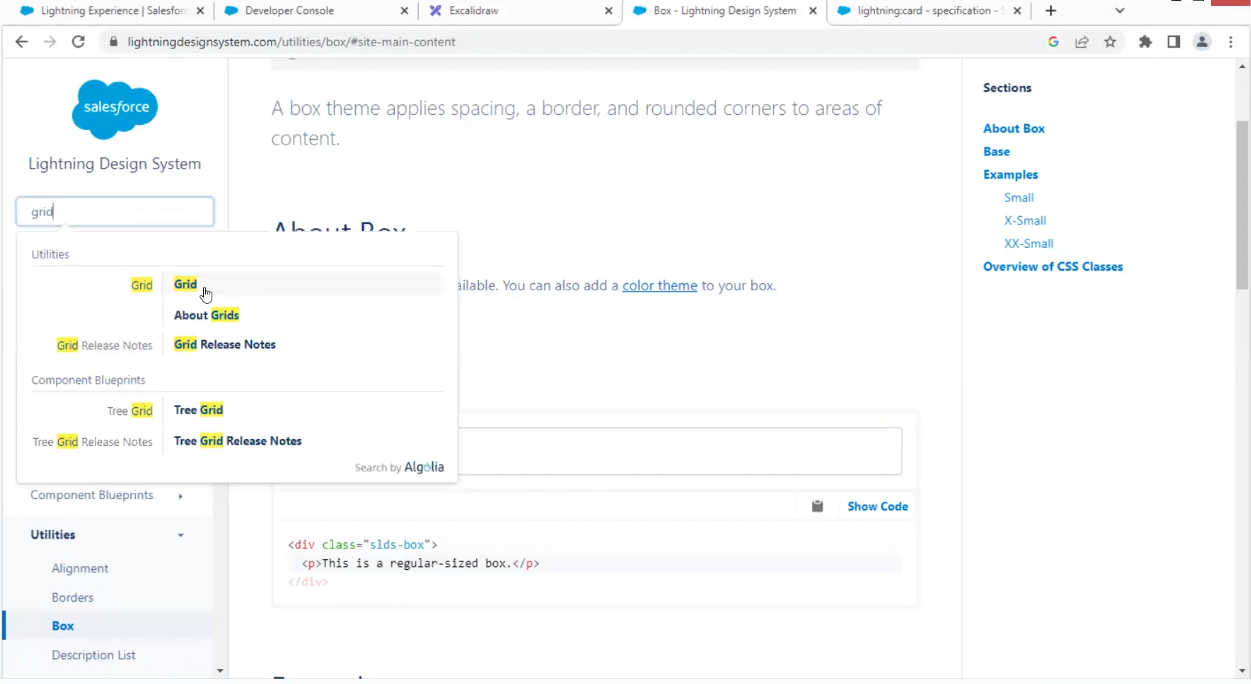 Lightning Experience | Salesforc
Developer Console
Excalidraw
Box - Lightning Design System
lightning:card - specification - S
lightningdesignsystem.com/utilities/box/#site-main-content
salesforce
Lightning Design System
grid
Utilities
Grid Grid
About Grids
Grid Release Notes Grid Release Notes
Component Blueprints
Tree Grid Tree Grid
Tree Grid Release Notes Tree Grid Release Notes
Search by Algolia
Component Blueprints
Utilities
Alignment
Borders
Box
Description List
A box theme applies spacing, a border, and rounded corners to areas of
content.
About Box
ilable. You can also add a color theme to your box.
Show Code
<div class="slds-box">
<p>This is a regular-sized box.</p>
</div>
Sections
About Box
Base
Examples
Small
X-Small
XX-Small
Overview of CSS Classes